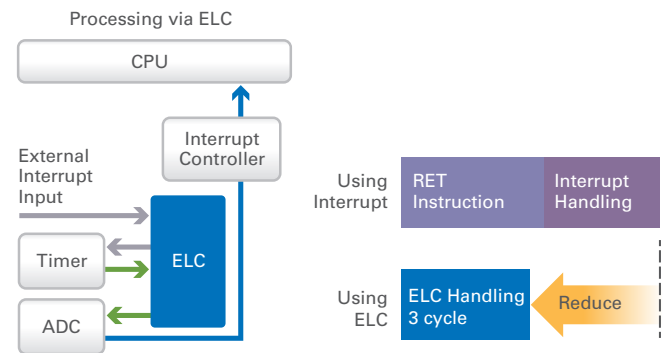 Processing via ELC
CPU
Interrupt
Controller
External
Interrupt
Input
Timer
ELC
ADC
Using
Interrupt
RET
Instruction
Interrupt
Handling
Using
ELC
ELC Handling
3 cycle
Reduce